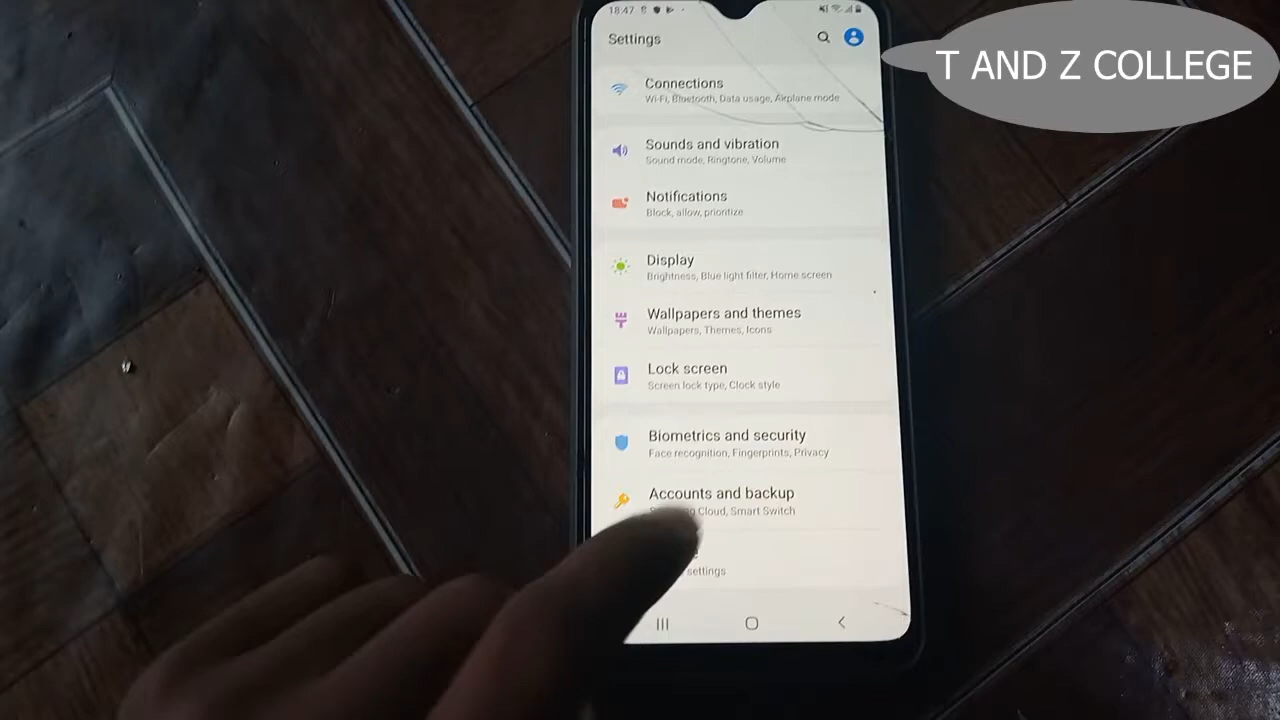 18:47
Settings
T AND Z COLLEGE
Connections
Wi-Fi, Bluetooth, Data usage, Airplane mode
Sounds and vibration
Sound mode, Ringtone, Volume
Notifications
Block, allow, prioritize
Display
Brightness, Blue light filter, Home screen
Wallpapers and themes
Wallpapers, Themes, Icons
Lock screen
Screen lock type, Clock style
Biometrics and security
Face recognition, Fingerprints, Privacy
Accounts and backup
Cloud, Smart Switch
settings